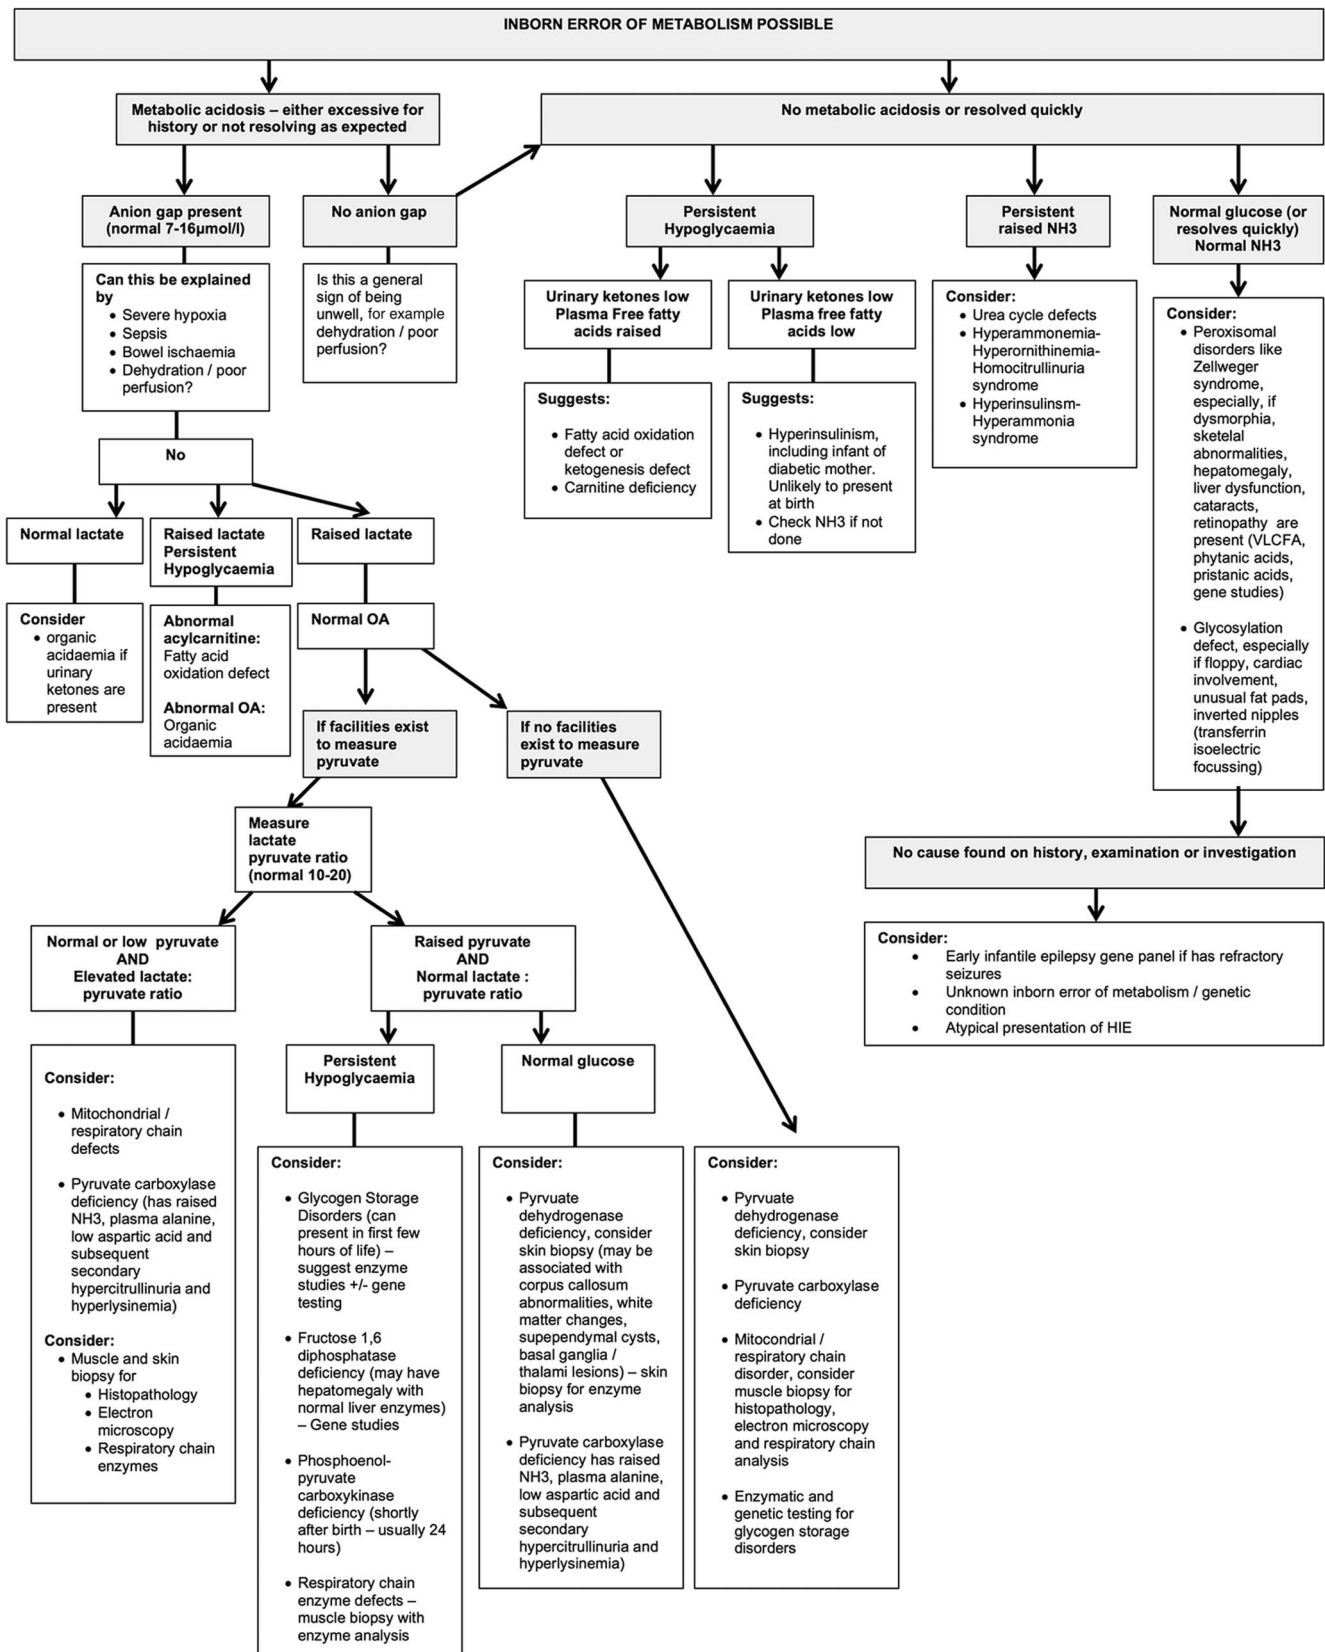 INBORN ERROR OF METABOLISM POSSIBLE
Metabolic acidosis – either excessive for
history or not resolving as expected
No metabolic acidosis or resolved quickly
Anion gap present
(normal 7-16µmol/l)
No anion gap
Persistent
Hypoglycaemia
Persistent
raised NH3
Normal glucose (or
resolves quickly)
Normal NH3
Can this be explained
by
• Severe hypoxia
• Sepsis
• Bowel ischaemia
• Dehydration / poor
perfusion?
Is this a general
sign of being
unwell, for example
dehydration / poor
perfusion?
Urinary ketones low
Plasma Free fatty
acids raised
Urinary ketones low
Plasma free fatty
acids low
Consider:
• Urea cycle defects
• Hyperammonemia-
Hyperornithinemia-
Homocitrullinuria
syndrome
• Hyperinsulinsm-
Hyperammonia
syndrome
Consider:
• Peroxisomal
disorders like
Zellweger
syndrome,
especially, if
dysmorphia,
sketelal
abnormalities,
hepatomegaly,
liver dysfunction,
cataracts,
retinopathy are
present (VLCFA,
phytanic acids,
pristanic acids,
gene studies)
• Glycosylation
defect, especially
if floppy, cardiac
involvement,
unusual fat pads,
inverted nipples
(transferrin
isoelectric
focussing)
Suggests:
• Fatty acid oxidation
defect or
ketogenesis defect
• Carnitine deficiency
Suggests:
• Hyperinsulinism,
including infant of
diabetic mother.
Unlikely to present
at birth
• Check NH3 if not
done
No
Normal lactate
Raised lactate
Persistent
Hypoglycaemia
Raised lactate
Consider
• organic
acidaemia if
urinary
ketones are
present
Abnormal
acylcarnitine:
Fatty acid
oxidation defect
Abnormal OA:
Organic
acidaemia
Normal OA
If facilities exist
to measure
pyruvate
If no facilities
exist to measure
pyruvate
Measure
lactate
pyruvate ratio
(normal 10-20)
No cause found on history, examination or investigation
Consider:
• Early infantile epilepsy gene panel if has refractory
seizures
• Unknown inborn error of metabolism / genetic
condition
• Atypical presentation of HIE
Normal or low pyruvate
AND
Elevated lactate:
pyruvate ratio
Raised pyruvate
AND
Normal lactate :
pyruvate ratio
Persistent
Hypoglycaemia
Normal glucose
Consider:
• Mitochondrial /
respiratory chain
defects
• Pyruvate carboxylase
deficiency (has raised
NH3, plasma alanine,
low aspartic acid and
subsequent
secondary
hypercitrullinuria and
hyperlysinemia)
Consider:
• Muscle and skin
biopsy for
• Histopathology
• Electron
microscopy
• Respiratory chain
enzymes
Consider:
• Glycogen Storage
Disorders (can
present in first few
hours of life) –
suggest enzyme
studies +/- gene
testing
• Fructose 1,6
diphosphatase
deficiency (may have
hepatomegaly with
normal liver enzymes)
– Gene studies
• Phosphoenol-
pyruvate
carboxykinase
deficiency (shortly
after birth – usually 24
hours)
• Respiratory chain
enzyme defects –
muscle biopsy with
enzyme analysis
Consider:
• Pyrvuate
dehydrogenase
deficiency, consider
skin biopsy (may be
associated with
corpus callosum
abnormalities, white
matter changes,
supependymal cysts,
basal ganglia /
thalami lesions) – skin
biopsy for enzyme
analysis
• Pyruvate carboxylase
deficiency has raised
NH3, plasma alanine,
low aspartic acid and
subsequent
secondary
hypercitrullinuria and
hyperlysinemia)
Consider:
• Pyrvuate
dehydrogenase
deficiency, consider
skin biopsy
• Pyruvate carboxylase
deficiency
• Mitocondrial /
respiratory chain
disorder, consider
muscle biopsy for
histopathology,
electron microscopy
and respiratory chain
analysis
• Enzymatic and
genetic testing for
glycogen storage
disorders